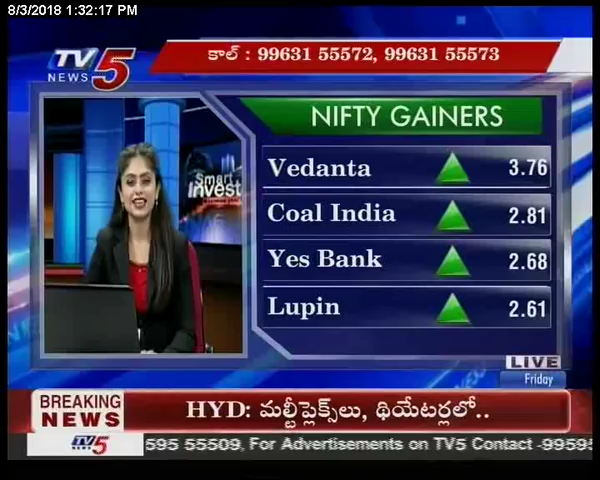 8/3/2018 1:32:17 PM
TV5
NEWS
కాల్ : 99631 55572, 99631 55573
NIFTY GAINERS
Smart
Invest
Vedanta 3.76
Coal India 2.81
Yes Bank 2.68
Lupin 2.61
LIVE
Friday
BREAKING
NEWS
HYD: మల్టీప్లెక్స్‌లు, థియేటర్లలో..
TV5
595 55509, For Advertisements on TV5 Contact -99595